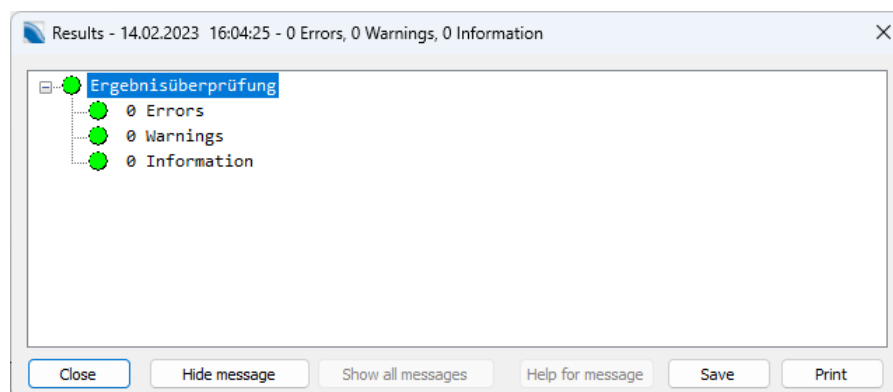 Results - 14.02.2023 16:04:25 - 0 Errors, 0 Warnings, 0 Information
Ergebnisüberprüfung
0 Errors
0 Warnings
0 Information
Close Hide message Show all messages Help for message Save Print